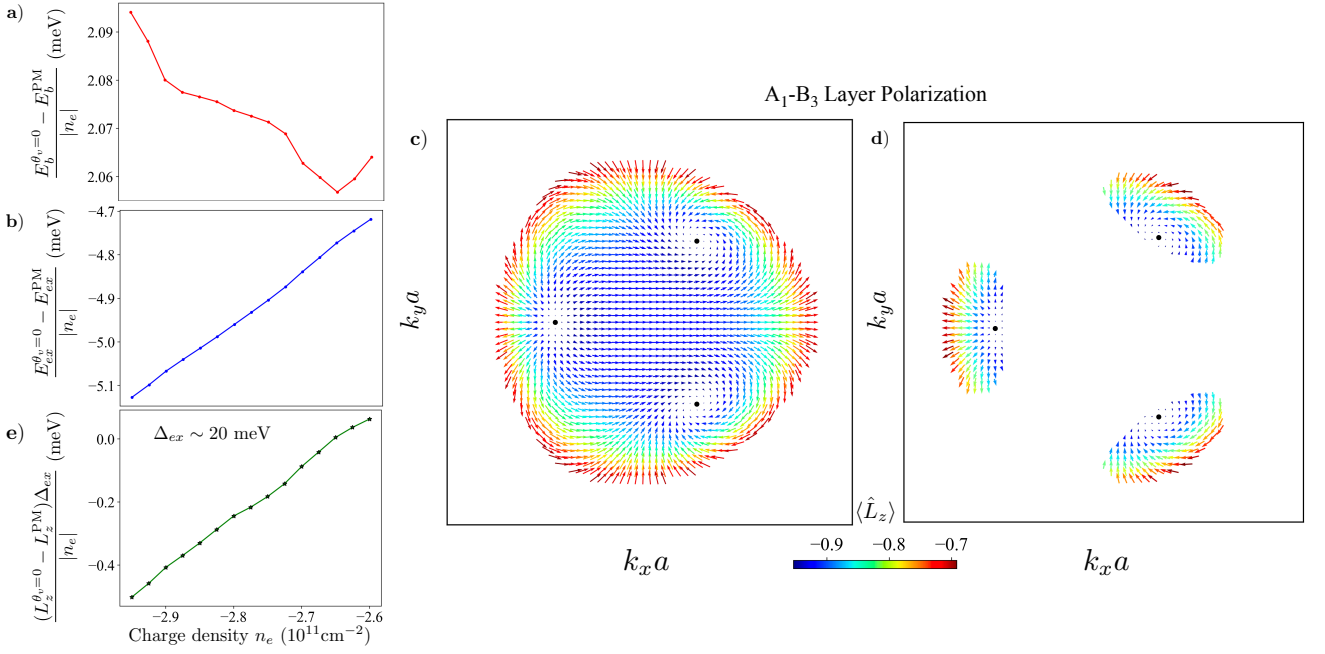 a)
E_b^{θ_v=0} − E_b^{PM}
|n_e|
(meV)
2.09
2.08
2.07
2.06
b)
E_{ex}^{θ_v=0} − E_{ex}^{PM}
|n_e|
(meV)
−4.7
−4.8
−4.9
−5.0
−5.1
e)
(L_z^{θ_v=0} − L_z^{PM})Δ_{ex}
|n_e|
(meV)
Δ_{ex} ∼ 20 meV
0.0
−0.2
−0.4
−2.9
−2.8
−2.7
−2.6
Charge density n_e (10^{11}cm^{−2})
A_1-B_3 Layer Polarization
c)
k_y a
k_x a
d)
k_y a
k_x a
⟨L̂_z⟩
−0.9
−0.8
−0.7